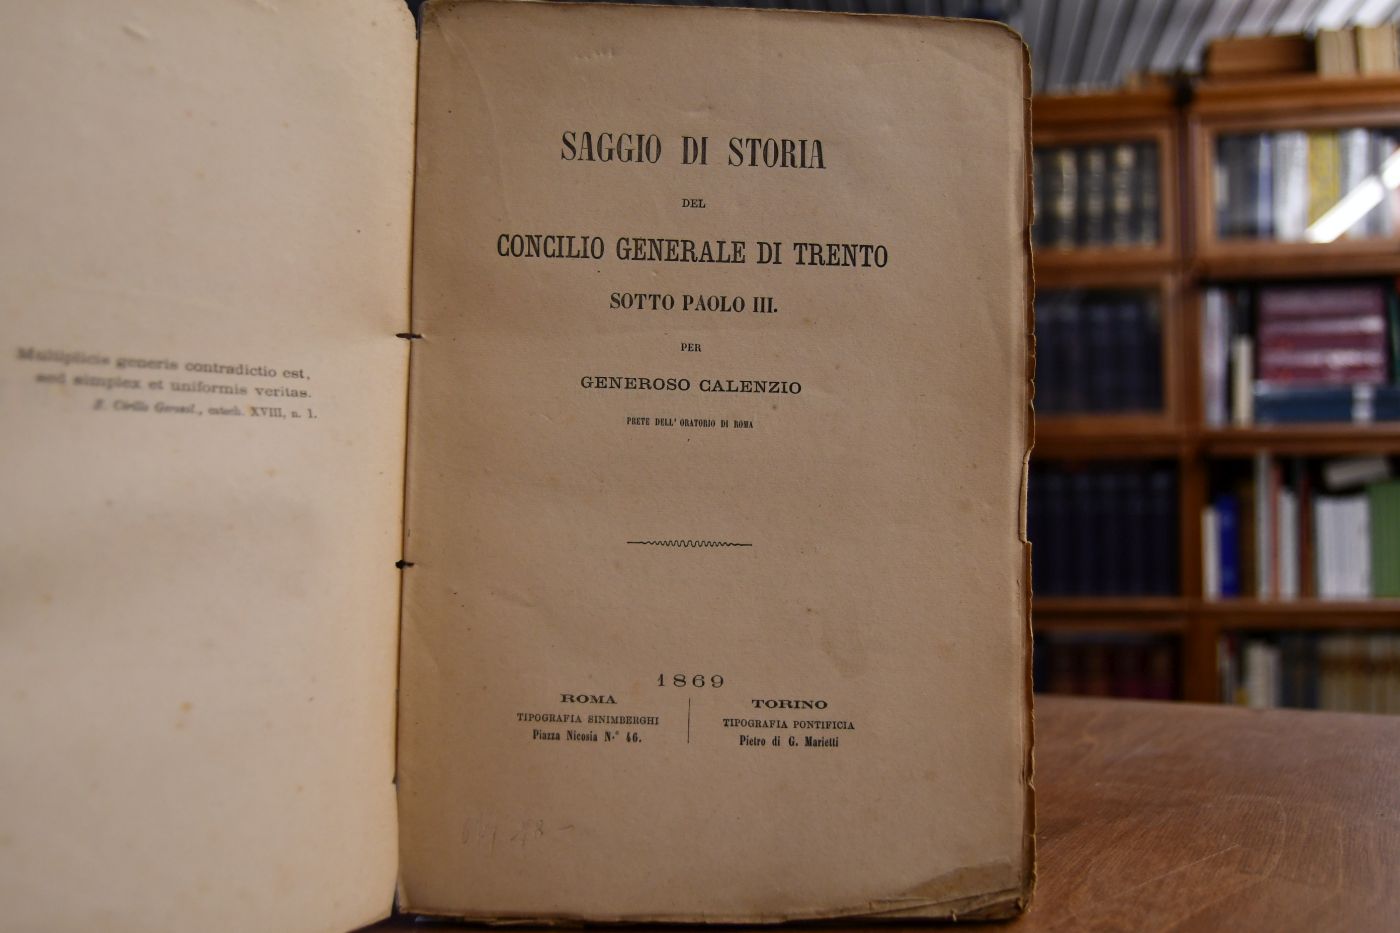 Multiplicis generis contradictio est,
sed simplex et uniformis veritas.
S. Cirillo Gerosol., catech. XVIII, n. 1.
SAGGIO DI STORIA
DEL
CONCILIO GENERALE DI TRENTO
SOTTO PAOLO III.
PER
GENEROSO CALENZIO
PRETE DELL' ORATORIO DI ROMA
1869
ROMA
TIPOGRAFIA SINIMBERGHI
Piazza Nicosia N.° 46.
TORINO
TIPOGRAFIA PONTIFICIA
Pietro di G. Marietti